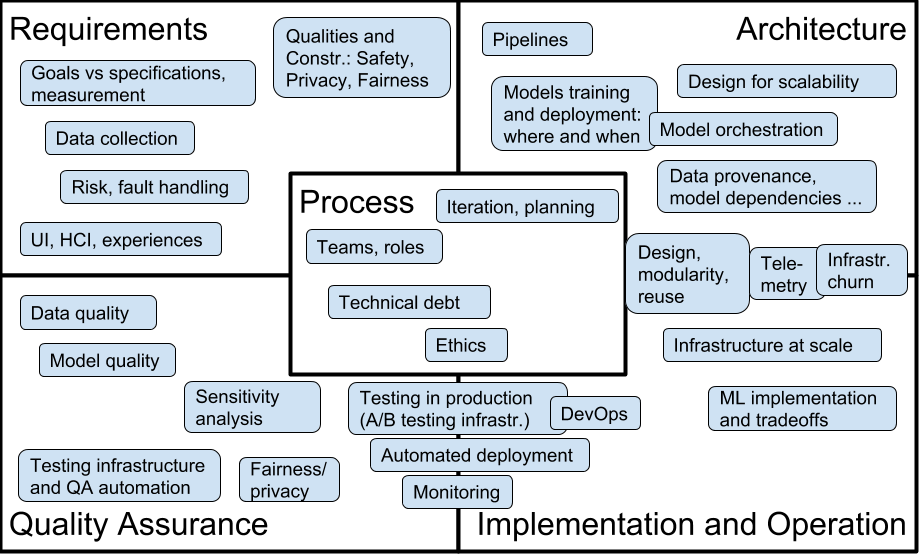 Requirements
Qualities and
Constr.: Safety,
Privacy, Fairness
Goals vs specifications,
measurement
Data collection
Risk, fault handling
UI, HCI, experiences
Architecture
Pipelines
Design for scalability
Models training
and deployment:
where and when
Model orchestration
Data provenance,
model dependencies ...
Design,
modularity,
reuse
Tele-
metry
Infrastr.
churn
Process
Iteration, planning
Teams, roles
Technical debt
Ethics
Data quality
Model quality
Sensitivity
analysis
Testing infrastructure
and QA automation
Fairness/
privacy
Quality Assurance
Testing in production
(A/B testing infrastr.)
DevOps
Automated deployment
Monitoring
Infrastructure at scale
ML implementation
and tradeoffs
Implementation and Operation